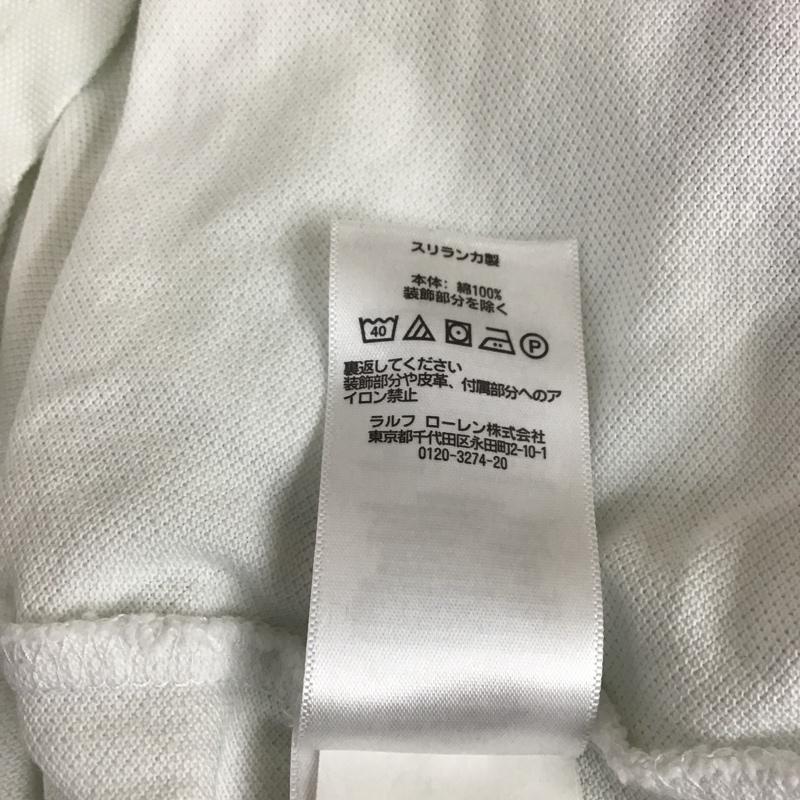 スリランカ製
本体: 綿100%
装飾部分を除く
40 P
裏返してください
装飾部分や皮革、付属部分へのア
イロン禁止
ラルフ ローレン株式会社
東京都千代田区永田町2-10-1
0120-3274-20